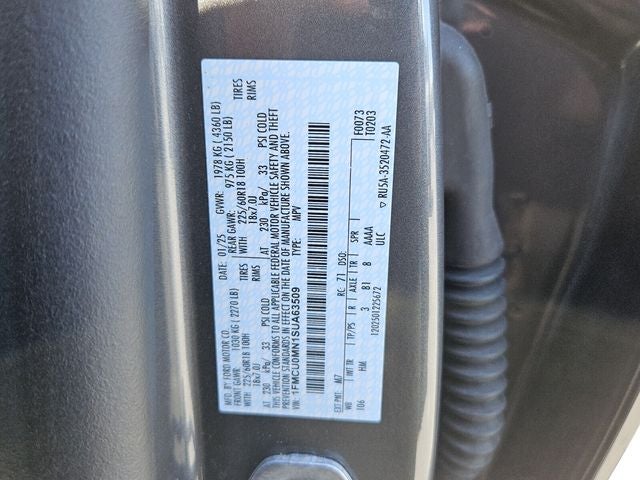 MFD. BY FORD MOTOR CO.
DATE: 01/25 GVWR: 1978 KG ( 4360 LB)
FRONT GAWR: 1030 KG ( 2270 LB) REAR GAWR: 975 KG ( 2150 LB)
WITH 225/60R18 100H TIRES WITH 225/60R18 100H TIRES
18x7.0J RIMS 18x7.0J RIMS
AT 230 kPa/ 33 PSI COLD AT 230 kPa/ 33 PSI COLD
THIS VEHICLE CONFORMS TO ALL APPLICABLE FEDERAL MOTOR VEHICLE SAFETY AND THEFT
PREVENTION STANDARDS IN EFFECT ON THE DATE OF MANUFACTURE SHOWN ABOVE.
VIN: 1FMCU0MN1SUA63509 TYPE: MPV
F0073
T0203
EXT PNT: M7 RC: 71 DSO:
WB INT TR TP/PS R AXLE TR SPR
106 HM 3 B1 8 AAAA
ULC
1202501225672
▽ RU5A-3520472-AA